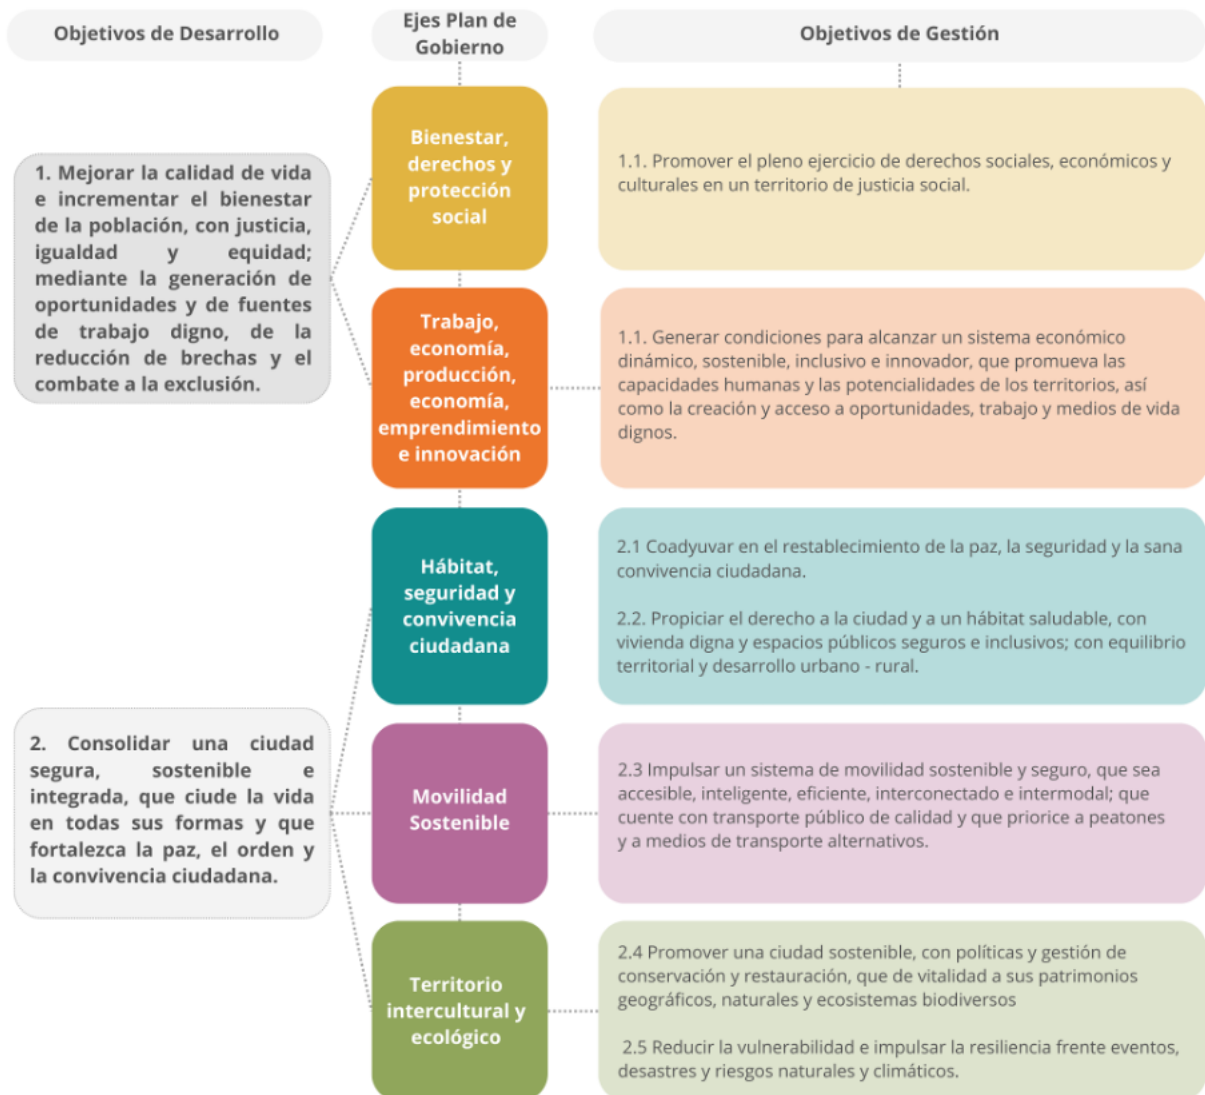 Objetivos de Desarrollo
Ejes Plan de
Gobierno
Objetivos de Gestión
1. Mejorar la calidad de vida
e incrementar el bienestar
de la población, con justicia,
igualdad y equidad;
mediante la generación de
oportunidades y de fuentes
de trabajo digno, de la
reducción de brechas y el
combate a la exclusión.
Bienestar,
derechos y
protección
social
1.1. Promover el pleno ejercicio de derechos sociales, económicos y
culturales en un territorio de justicia social.
Trabajo,
economía,
producción,
economía,
emprendimiento
e innovación
1.1. Generar condiciones para alcanzar un sistema económico
dinámico, sostenible, inclusivo e innovador, que promueva las
capacidades humanas y las potencialidades de los territorios, así
como la creación y acceso a oportunidades, trabajo y medios de vida
dignos.
2. Consolidar una ciudad
segura, sostenible e
integrada, que ciude la vida
en todas sus formas y que
fortalezca la paz, el orden y
la convivencia ciudadana.
Hábitat,
seguridad y
convivencia
ciudadana
2.1 Coadyuvar en el restablecimiento de la paz, la seguridad y la sana
convivencia ciudadana.
2.2. Propiciar el derecho a la ciudad y a un hábitat saludable, con
vivienda digna y espacios públicos seguros e inclusivos; con equilibrio
territorial y desarrollo urbano - rural.
Movilidad
Sostenible
2.3 Impulsar un sistema de movilidad sostenible y seguro, que sea
accesible, inteligente, eficiente, interconectado e intermodal; que
cuente con transporte público de calidad y que priorice a peatones
y a medios de transporte alternativos.
Territorio
intercultural y
ecológico
2.4 Promover una ciudad sostenible, con políticas y gestión de
conservación y restauración, que de vitalidad a sus patrimonios
geográficos, naturales y ecosistemas biodiversos
2.5 Reducir la vulnerabilidad e impulsar la resiliencia frente eventos,
desastres y riesgos naturales y climáticos.